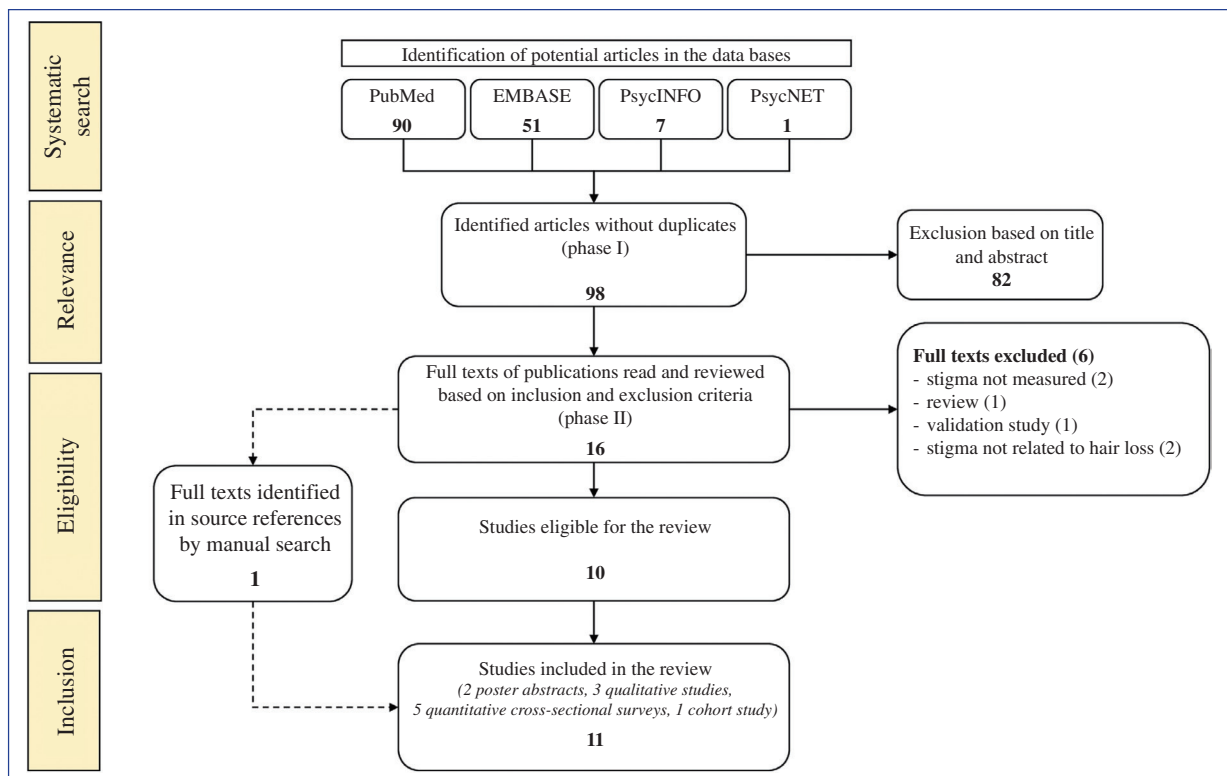 Systematic
search
Identification of potential articles in the data bases
PubMed
90
EMBASE
51
PsycINFO
7
PsycNET
1
Relevance
Identified articles without duplicates
(phase I)
98
Exclusion based on title
and abstract
82
Eligibility
Full texts of publications read and reviewed
based on inclusion and exclusion criteria
(phase II)
16
Full texts excluded (6)
- stigma not measured (2)
- review (1)
- validation study (1)
- stigma not related to hair loss (2)
Full texts identified
in source references
by manual search
1
Studies eligible for the review
10
Inclusion
Studies included in the review
(2 poster abstracts, 3 qualitative studies,
5 quantitative cross-sectional surveys, 1 cohort study)
11